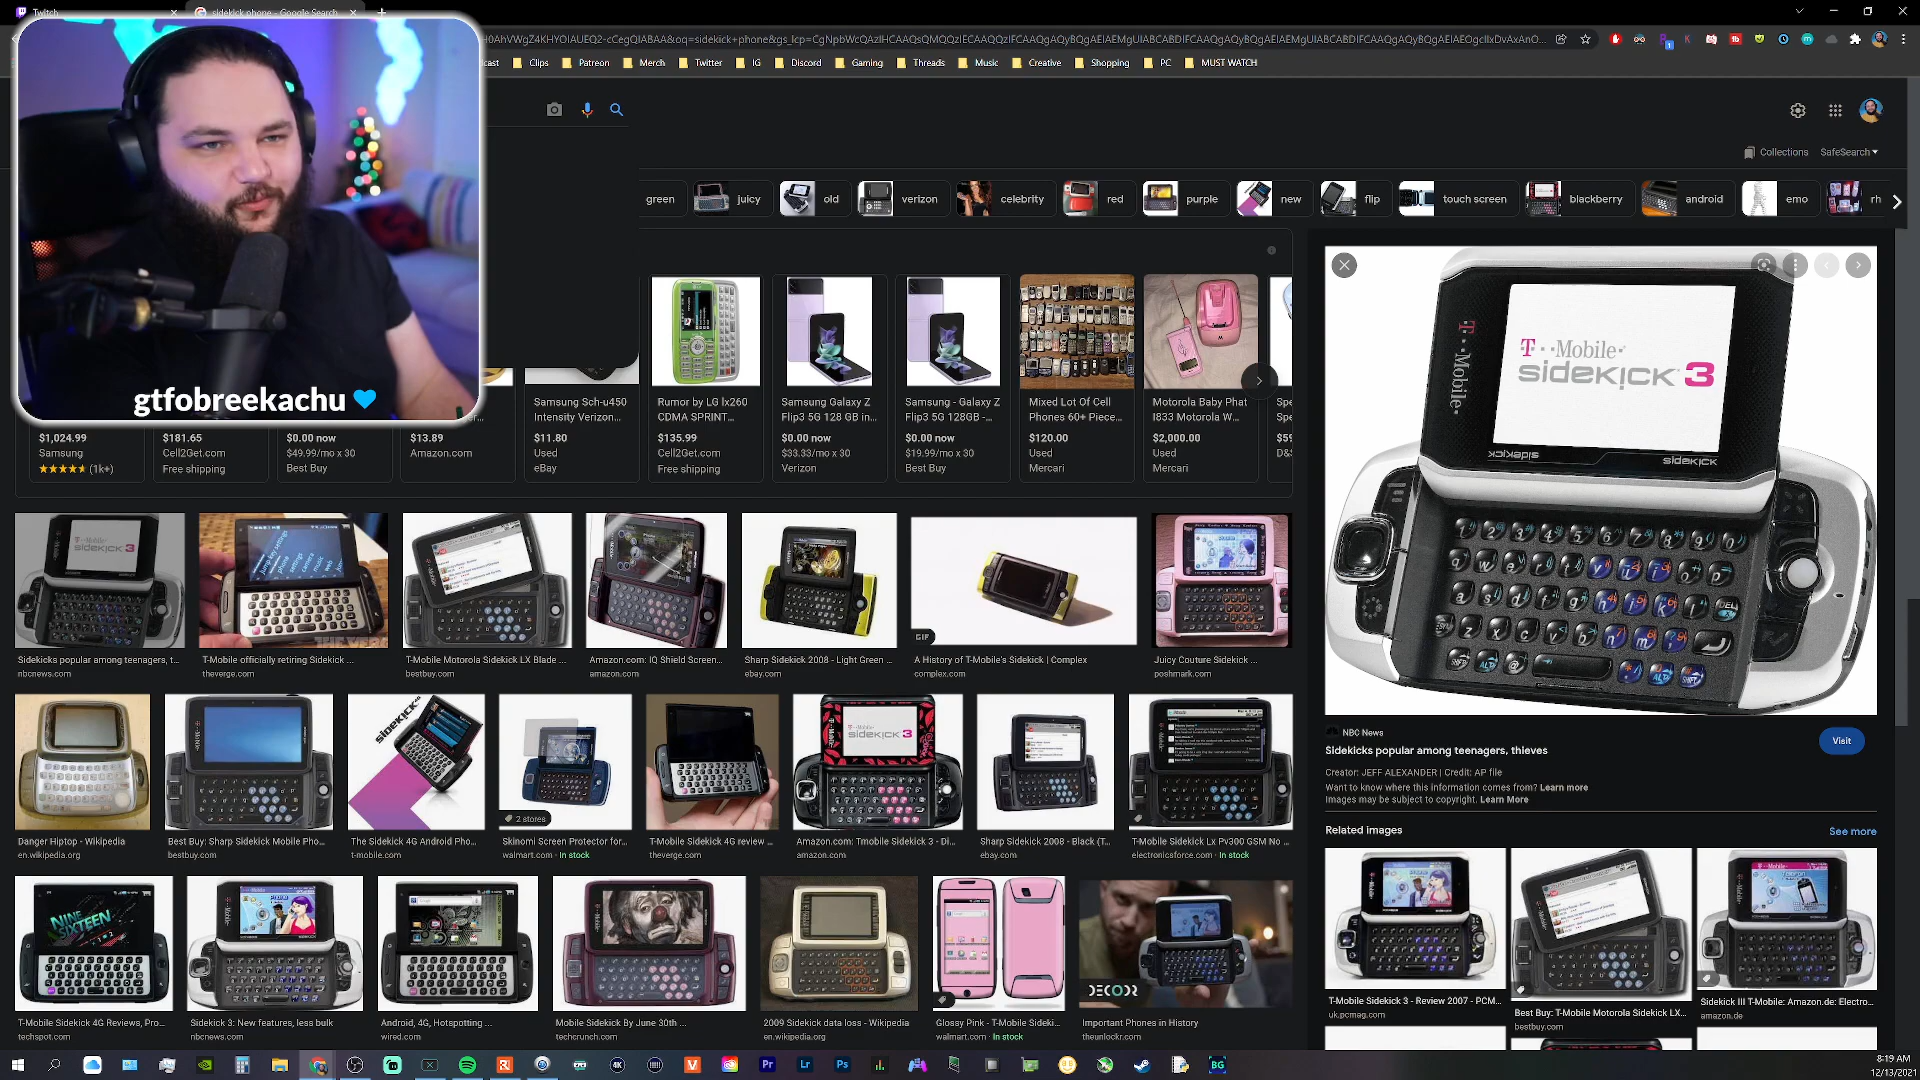 Twitch
sidekick phone - Google Search
Clips
Patreon
Merch
Twitter
IG
Discord
Gaming
Threads
Music
Creative
Shopping
PC
MUST WATCH
gtfobreekachu
Collections
SafeSearch
green
juicy
old
verizon
celebrity
red
purple
new
flip
touch screen
blackberry
android
emo
rh
$1,024.99
Samsung
(1k+)
$181.65
Cell2Get.com
Free shipping
$0.00 now
$49.99/mo x 30
Best Buy
$13.89
Amazon.com
Samsung Sch-u450
Intensity Verizon...
$11.80
Used
eBay
Rumor by LG lx260
CDMA SPRINT...
$135.99
Cell2Get.com
Free shipping
Samsung Galaxy Z
Flip3 5G 128 GB in...
$0.00 now
$33.33/mo x 30
Verizon
Samsung - Galaxy Z
Flip3 5G 128GB -...
$0.00 now
$19.99/mo x 30
Best Buy
Mixed Lot Of Cell
Phones 60+ Piece...
$120.00
Used
Mercari
Motorola Baby Phat
I833 Motorola W...
$2,000.00
Used
Mercari
T-Mobile
T-Mobile
sidekick 3
sidekick
Sidekicks popular among teenagers, t...
nbcnews.com
T-Mobile officially retiring Sidekick ...
theverge.com
T-Mobile Motorola Sidekick LX Blade ...
bestbuy.com
Amazon.com: IQ Shield Screen...
amazon.com
Sharp Sidekick 2008 - Light Green ...
ebay.com
GIF
A History of T-Mobile's Sidekick | Complex
complex.com
Juicy Couture Sidekick ...
poshmark.com
Danger Hiptop - Wikipedia
en.wikipedia.org
Best Buy: Sharp Sidekick Mobile Pho...
bestbuy.com
The Sidekick 4G Android Pho...
t-mobile.com
2 stores
Skinomi Screen Protector for...
walmart.com · In stock
T-Mobile Sidekick 4G review ...
theverge.com
Amazon.com: Tmobile Sidekick 3 - Di...
amazon.com
Sharp Sidekick 2008 - Black (T...
ebay.com
T-Mobile Sidekick Lx Pv300 GSM No ...
electronicsforce.com · In stock
NBC News
Sidekicks popular among teenagers, thieves
Visit
Creator: JEFF ALEXANDER | Credit: AP file
Want to know where this information comes from? Learn more
Images may be subject to copyright. Learn More
Related images
See more
NINE SIXTEEN
DECODR
T-Mobile Sidekick 4G Reviews, Pro...
techspot.com
Sidekick 3: New features, less bulk
nbcnews.com
Android, 4G, Hotspotting ...
wired.com
Mobile Sidekick By June 30th ...
techcrunch.com
2009 Sidekick data loss - Wikipedia
en.wikipedia.org
Glossy Pink - T-Mobile Sideki...
walmart.com · In stock
Important Phones in History
theunlockr.com
T-Mobile Sidekick 3 - Review 2007 - PCM...
uk.pcmag.com
Best Buy: T-Mobile Motorola Sidekick LX...
bestbuy.com
Sidekick III T-Mobile: Amazon.de: Electro...
amazon.de
8:19 AM
12/13/2021